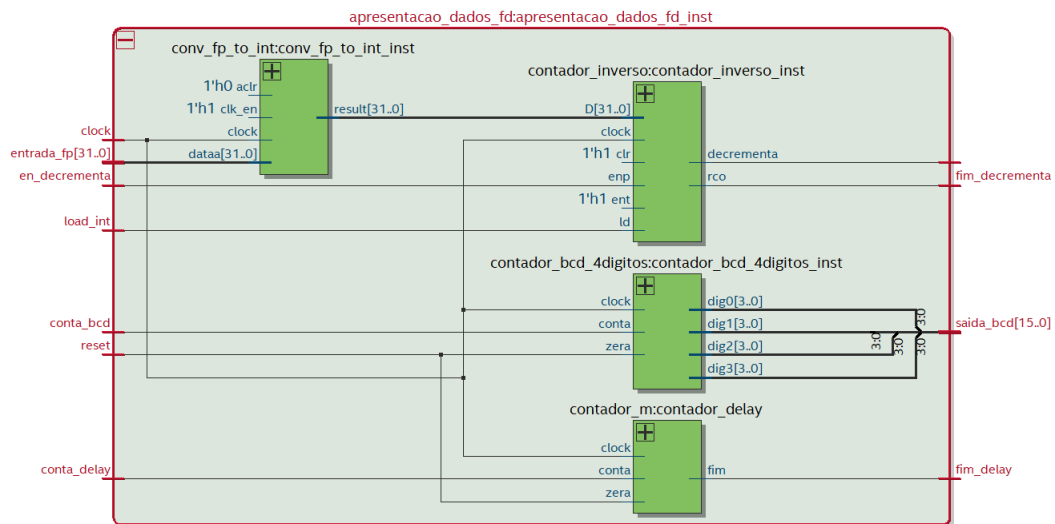 apresentacao_dados_fd:apresentacao_dados_fd_inst
conv_fp_to_int:conv_fp_to_int_inst
1'h0 aclr
1'h1 clk_en
clock
dataa[31..0]
result[31..0]
contador_inverso:contador_inverso_inst
D[31..0]
clock
1'h1 clr
enp
1'h1 ent
ld
decrementa
rco
clock
entrada_fp[31..0]
en_decrementa
load_int
fim_decrementa
contador_bcd_4digitos:contador_bcd_4digitos_inst
clock
conta
zera
dig0[3..0]
dig1[3..0]
dig2[3..0]
dig3[3..0]
3:0
3:0
3:0
3:0
conta_bcd
reset
saida_bcd[15..0]
contador_m:contador_delay
clock
conta
zera
fim
conta_delay
fim_delay